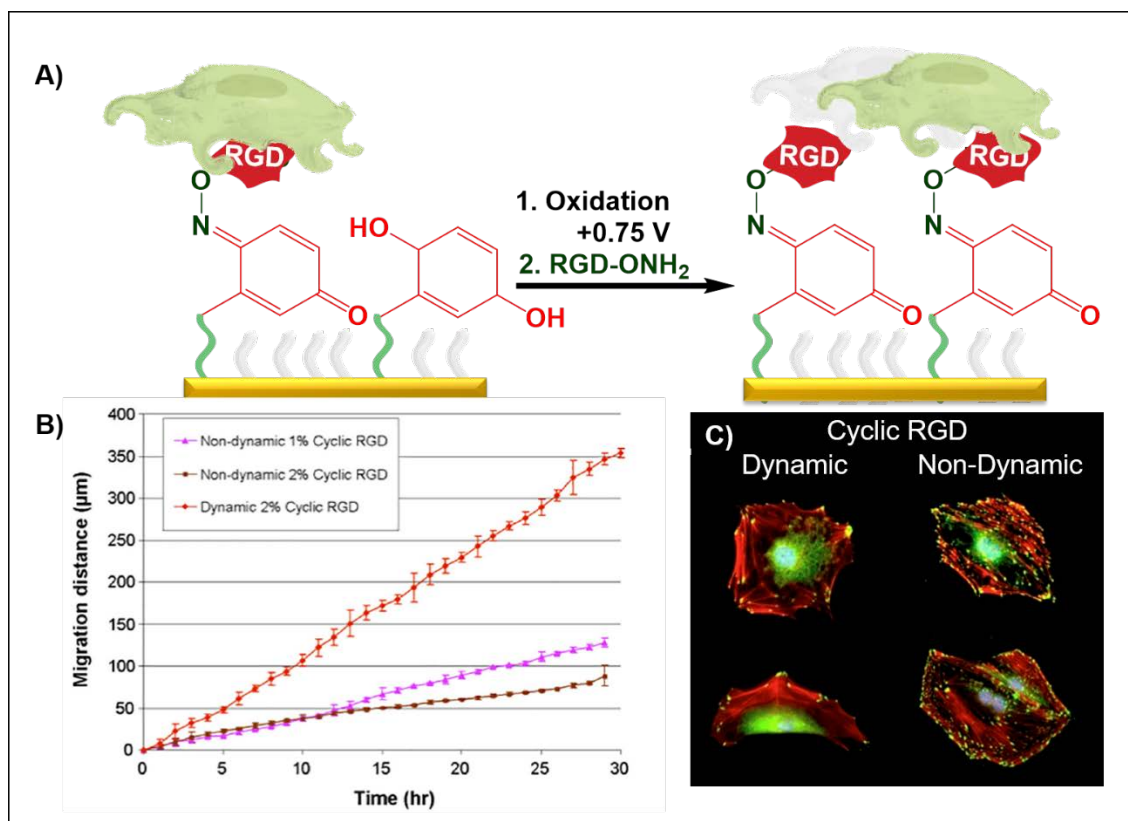 A)
RGD
O
N
HO
O
OH
1. Oxidation
+0.75 V
2. RGD-ONH₂
RGD
RGD
O
O
N
N
O
O
B)
400
350
300
250
200
150
100
50
0
Migration distance (µm)
Non-dynamic 1% Cyclic RGD
Non-dynamic 2% Cyclic RGD
Dynamic 2% Cyclic RGD
0 5 10 15 20 25 30
Time (hr)
C)
Cyclic RGD
Dynamic Non-Dynamic